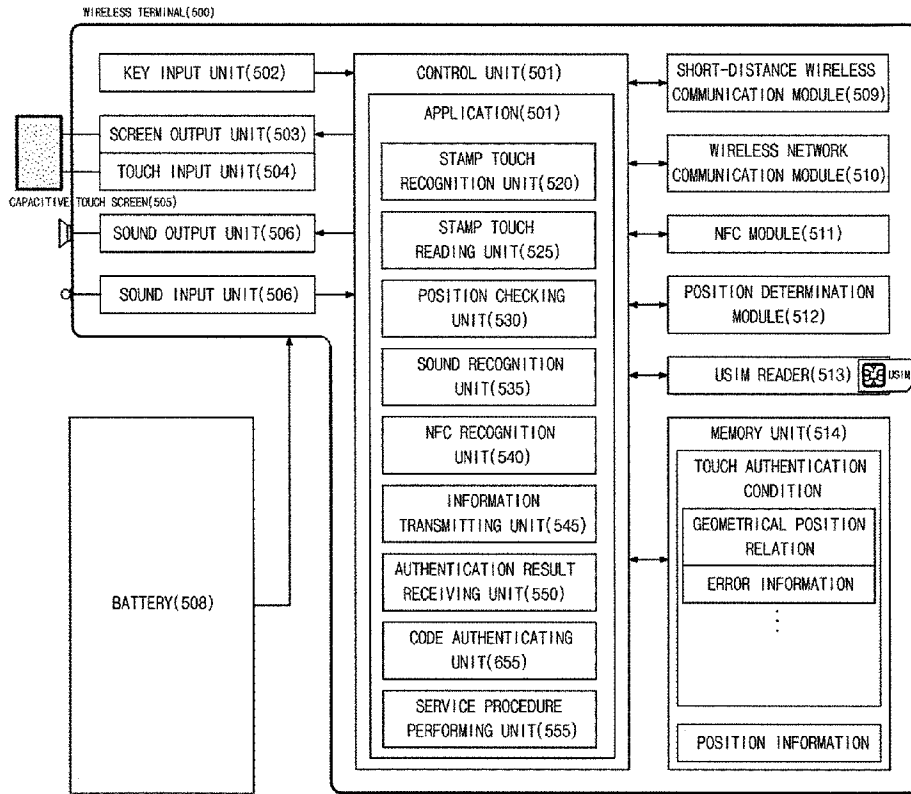 WIRELESS TERMINAL(500)
KEY INPUT UNIT(502)
SCREEN OUTPUT UNIT(503)
TOUCH INPUT UNIT(504)
CAPACITIVE TOUCH SCREEN(505)
SOUND OUTPUT UNIT(506)
SOUND INPUT UNIT(506)
BATTERY(508)
CONTROL UNIT(501)
APPLICATION(501)
STAMP TOUCH
RECOGNITION UNIT(520)
STAMP TOUCH
READING UNIT(525)
POSITION CHECKING
UNIT(530)
SOUND RECOGNITION
UNIT(535)
NFC RECOGNITION
UNIT(540)
INFORMATION
TRANSMITTING UNIT(545)
AUTHENTICATION RESULT
RECEIVING UNIT(550)
CODE AUTHENTICATING
UNIT(655)
SERVICE PROCEDURE
PERFORMING UNIT(555)
SHORT-DISTANCE WIRELESS
COMMUNICATION MODULE(509)
WIRELESS NETWORK
COMMUNICATION MODULE(510)
NFC MODULE(511)
POSITION DETERMINATION
MODULE(512)
USIM READER(513)
USIM
MEMORY UNIT(514)
TOUCH AUTHENTICATION
CONDITION
GEOMETRICAL POSITION
RELATION
ERROR INFORMATION
⋮
POSITION INFORMATION